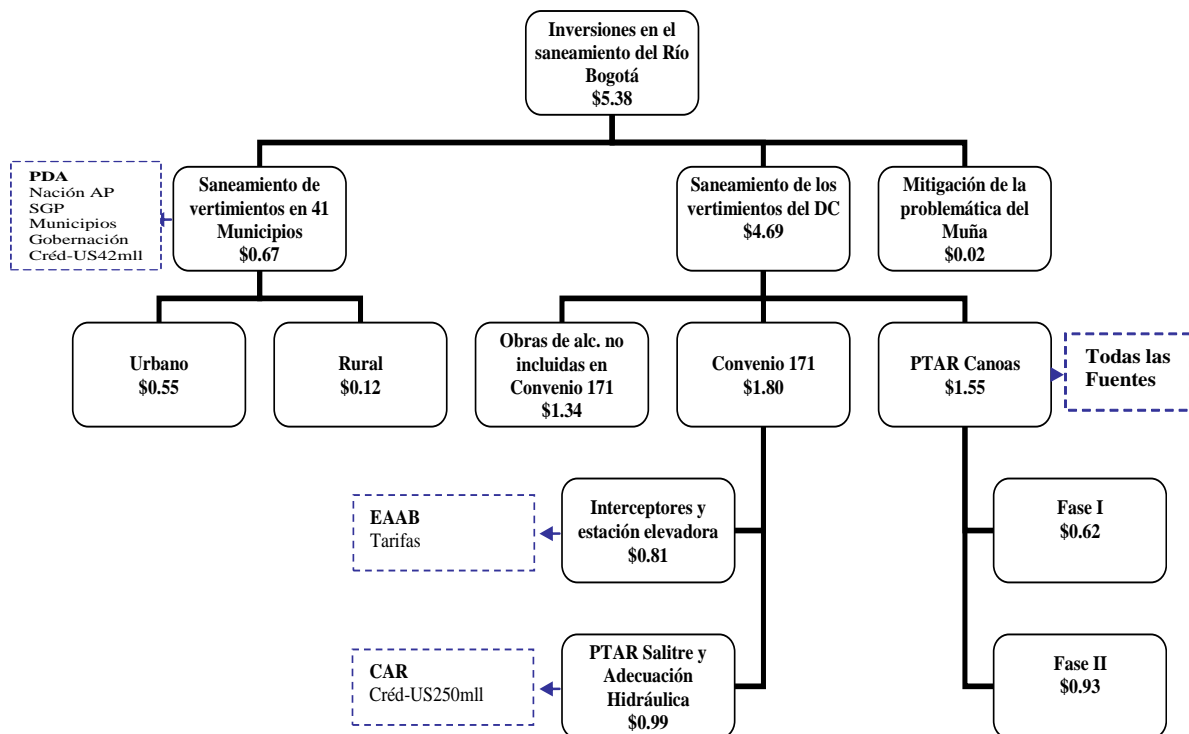 Inversiones en el
saneamiento del Río
Bogotá
$5.38
PDA
Nación AP
SGP
Municipios
Gobernación
Créd-US42mll
Saneamiento de
vertimientos en 41
Municipios
$0.67
Saneamiento de los
vertimientos del DC
$4.69
Mitigación de la
problemática del
Muña
$0.02
Urbano
$0.55
Rural
$0.12
Obras de alc. no
incluidas en
Convenio 171
$1.34
Convenio 171
$1.80
PTAR Canoas
$1.55
Todas las
Fuentes
EAAB
Tarifas
Interceptores y
estación elevadora
$0.81
Fase I
$0.62
CAR
Créd-US250mll
PTAR Salitre y
Adecuación
Hidráulica
$0.99
Fase II
$0.93